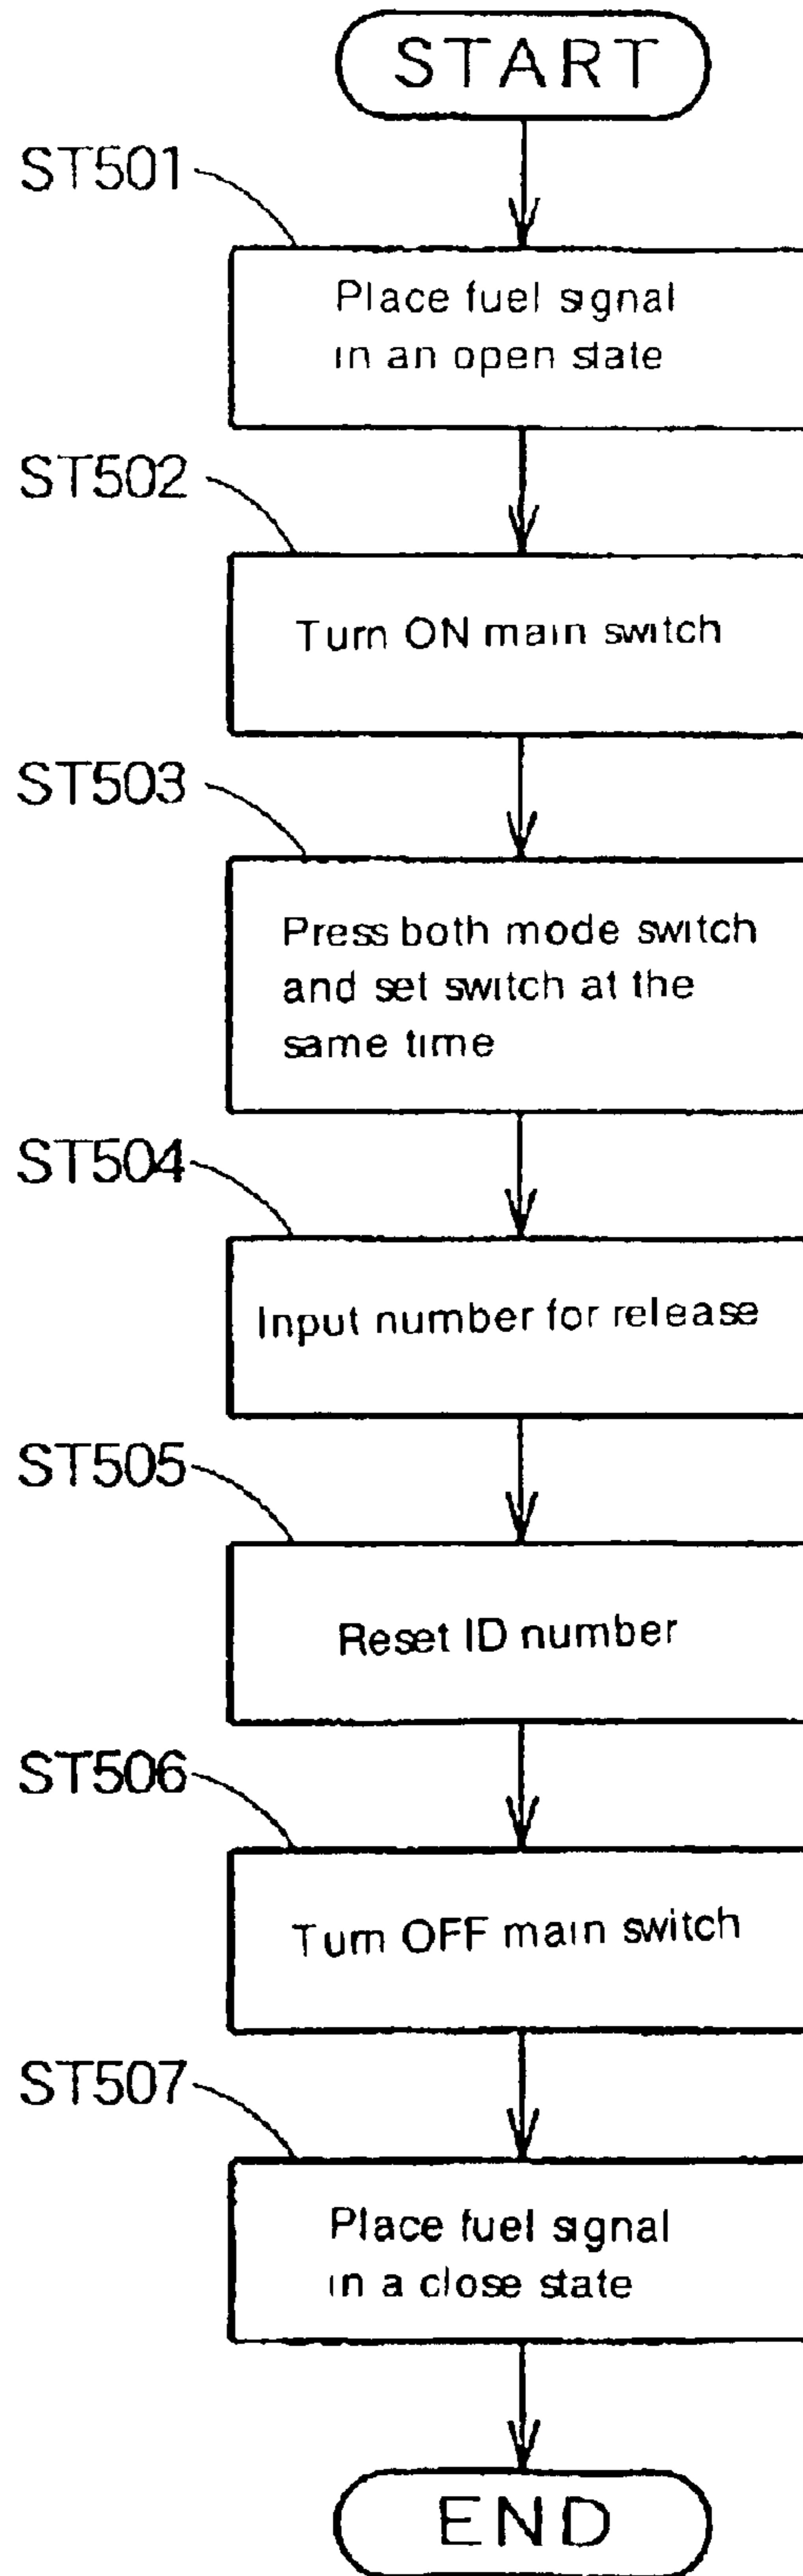 START
ST501
Place fuel signal
in an open state
ST502
Turn ON main switch
ST503
Press both mode switch
and set switch at the
same time
ST504
Input number for release
ST505
Reset ID number
ST506
Turn OFF main switch
ST507
Place fuel signal
in a close state
END